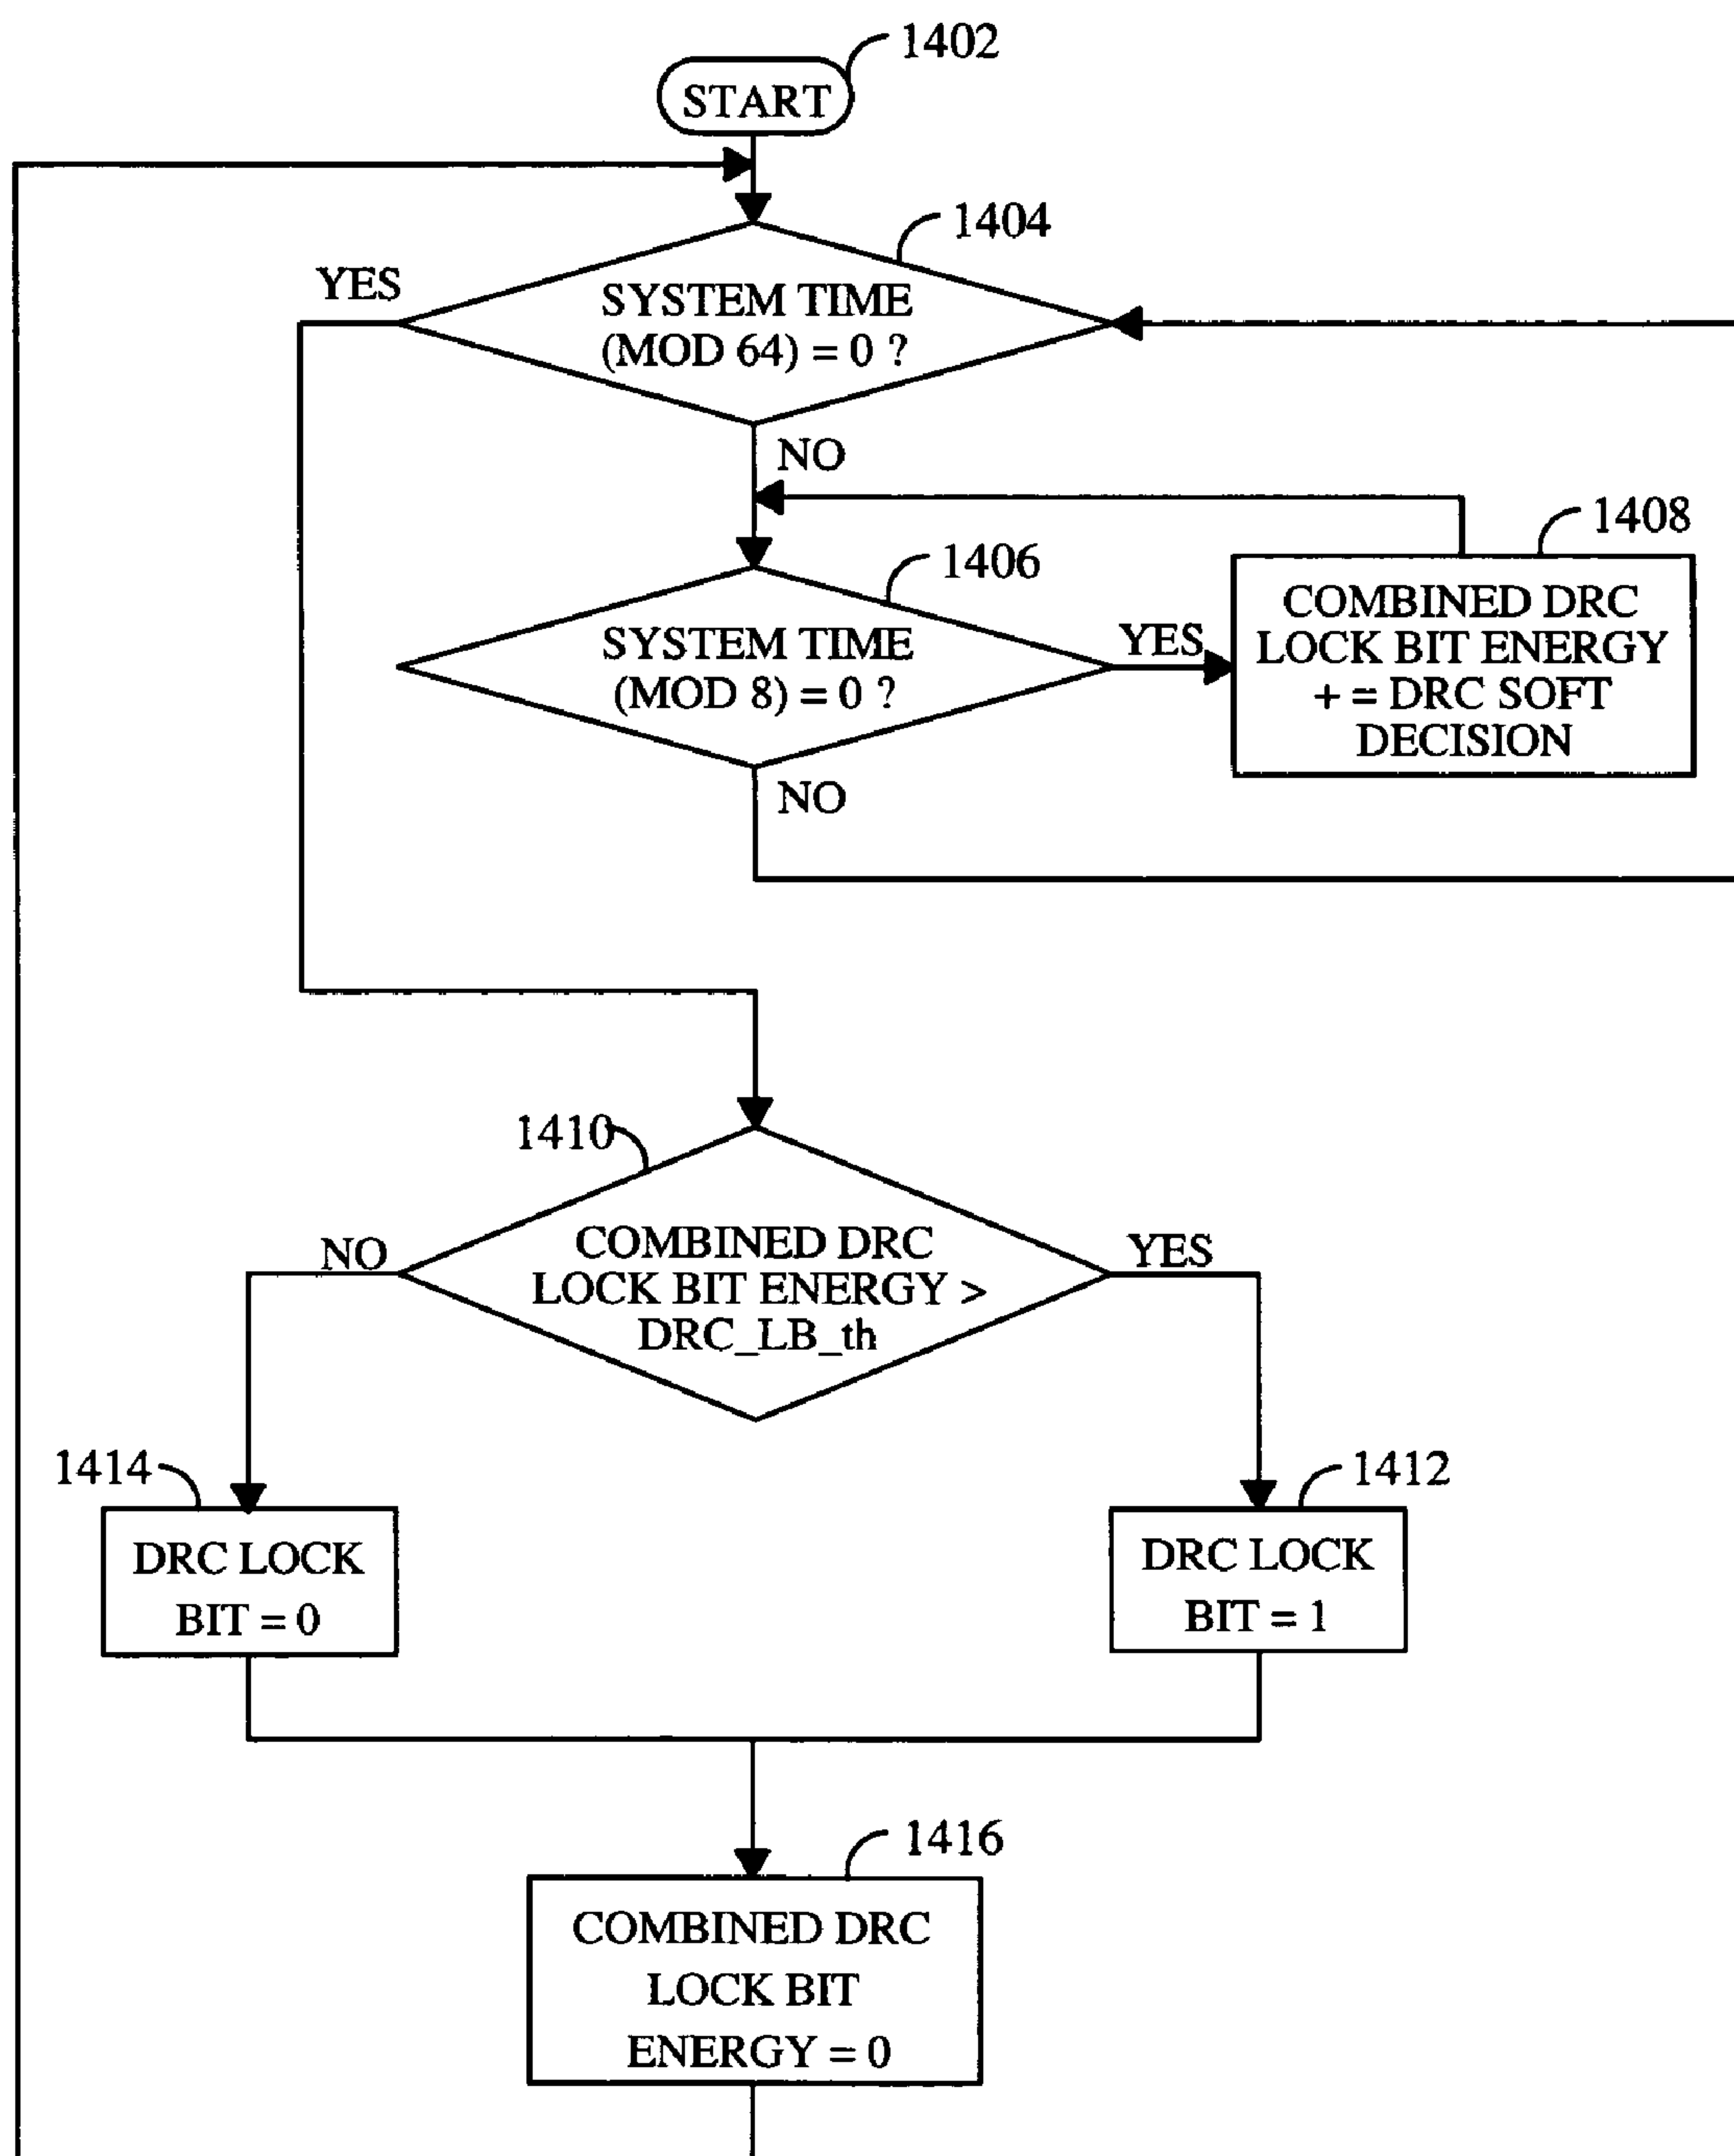 1402
START
1404
YES
SYSTEM TIME
(MOD 64) = 0 ?
NO
1408
1406
COMBINED DRC
LOCK BIT ENERGY
+ = DRC SOFT
DECISION
SYSTEM TIME
(MOD 8) = 0 ?
YES
NO
1410
NO
COMBINED DRC
LOCK BIT ENERGY >
DRC_LB_th
YES
1414
DRC LOCK
BIT = 0
1412
DRC LOCK
BIT = 1
1416
COMBINED DRC
LOCK BIT
ENERGY = 0